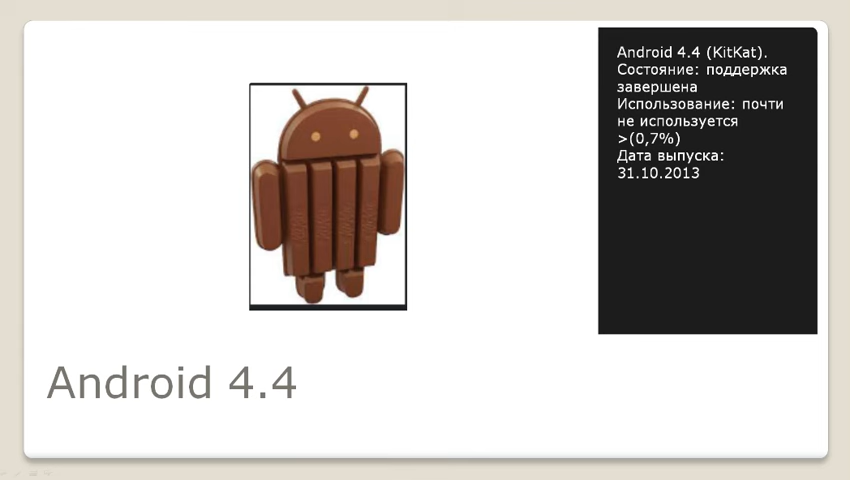 Android 4.4 (KitKat).
Состояние: поддержка
завершена
Использование: почти
не используется
>(0,7%)
Дата выпуска:
31.10.2013
Android 4.4